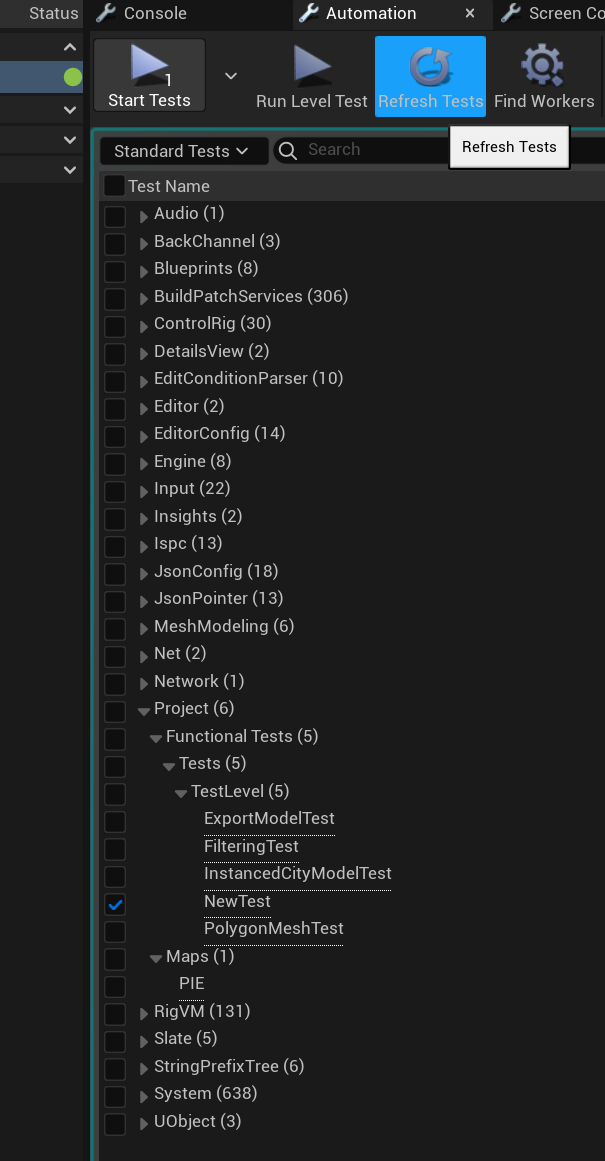 Status
Console
Automation ×
Screen Co
1
Start Tests
Run Level Test
Refresh Tests
Find Workers
Standard Tests
Search
Refresh Tests
Test Name
Audio (1)
BackChannel (3)
Blueprints (8)
BuildPatchServices (306)
ControlRig (30)
DetailsView (2)
EditConditionParser (10)
Editor (2)
EditorConfig (14)
Engine (8)
Input (22)
Insights (2)
Ispc (13)
JsonConfig (18)
JsonPointer (13)
MeshModeling (6)
Net (2)
Network (1)
Project (6)
Functional Tests (5)
Tests (5)
TestLevel (5)
ExportModelTest
FilteringTest
InstancedCityModelTest
NewTest
PolygonMeshTest
Maps (1)
PIE
RigVM (131)
Slate (5)
StringPrefixTree (6)
System (638)
UObject (3)